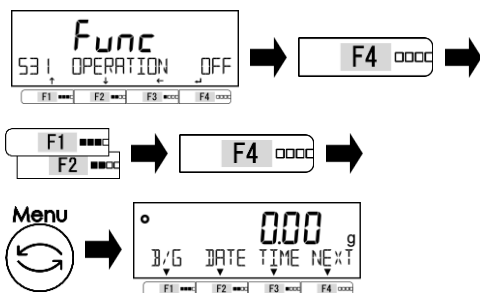 Func
531 OPERATION OFF
F1 F2 F3 F4
F4
F1
F2
F4
Menu
0.00 g
B/G DATE TIME NEXT
F1 F2 F3 F4